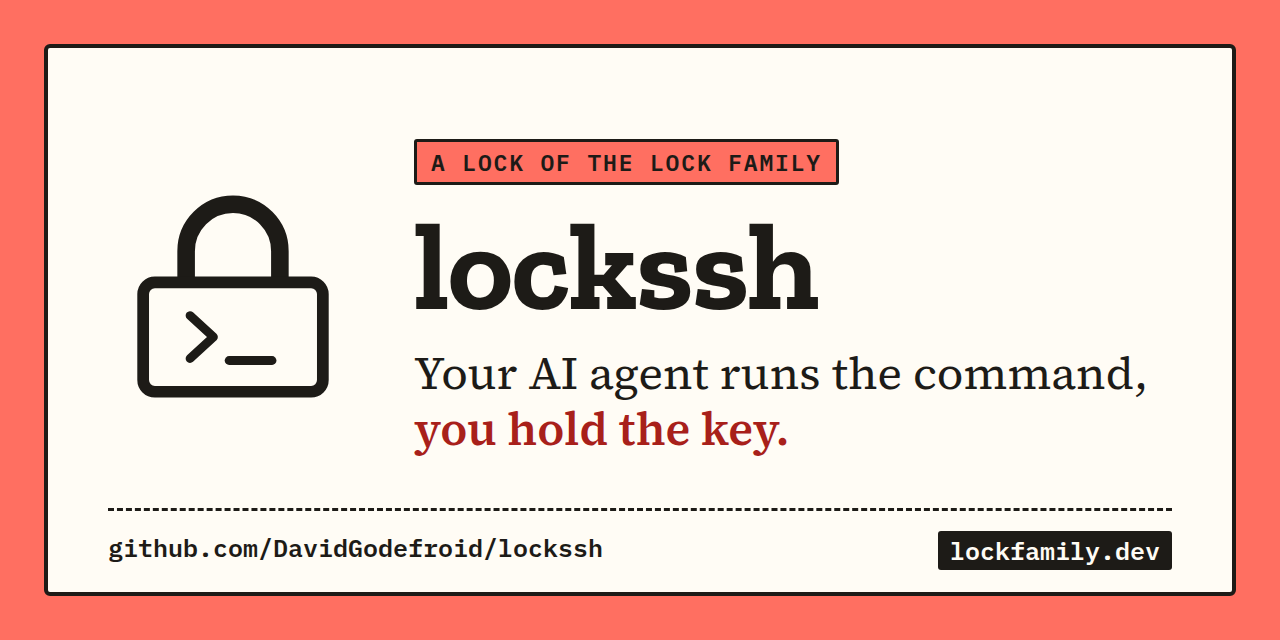 A LOCK OF THE LOCK FAMILY
lockssh
Your AI agent runs the command,
you hold the key.
github.com/DavidGodefroid/lockssh
lockfamily.dev